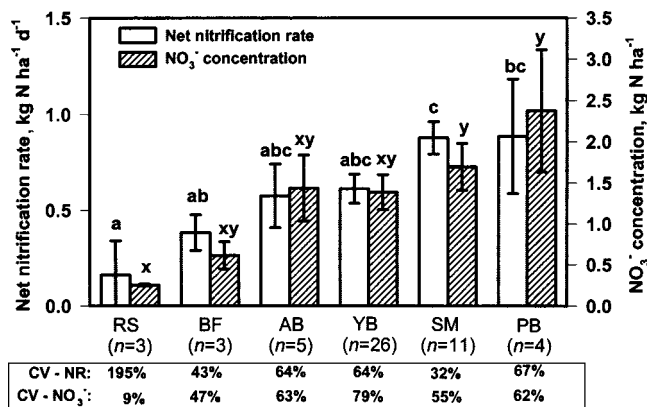 Net nitrification rate
NO₃⁻ concentration
Net nitrification rate, kg N ha⁻¹ d⁻¹
NO₃⁻ concentration, kg N ha⁻¹
1.5
1.0
0.5
0.0
3.5
3.0
2.5
2.0
1.5
1.0
0.5
0.0
a x ab xy abc xy abc xy c y bc y
RS BF AB YB SM PB
(n=3) (n=3) (n=5) (n=26) (n=11) (n=4)
CV - NR: 195% 43% 64% 64% 32% 67%
CV - NO₃⁻: 9% 47% 63% 79% 55% 62%